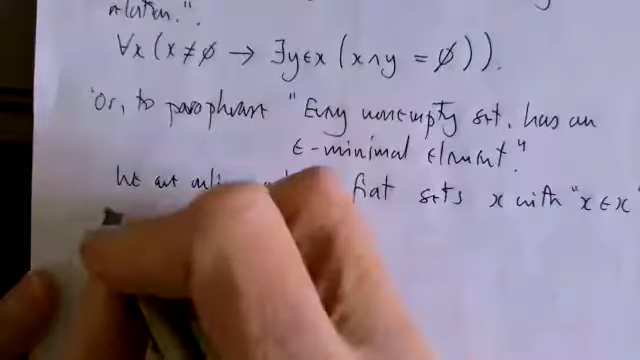 relation.".
∀x(x≠∅ → ∃y∈x (x∩y = ∅)).
"Or, to paraphrase "Every nonempty set, has an
∈-minimal element."
We are fiat sets x with "x∈x"